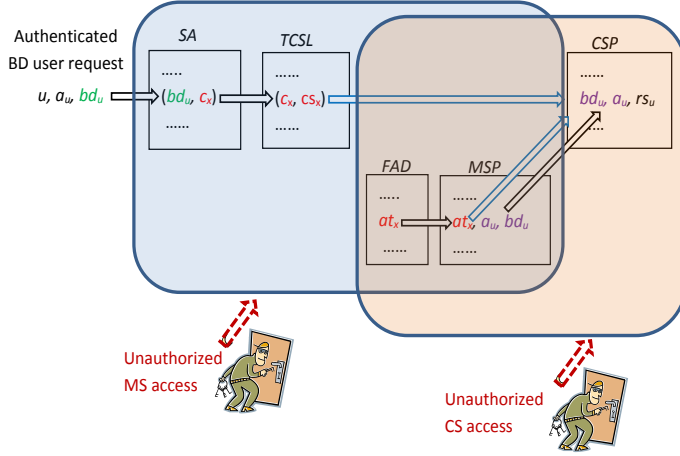 Authenticated
BD user request
u, aᵤ, bdᵤ
SA
.....
(bdᵤ, cₓ)
......
TCSL
......
(cₓ, csₓ)
......
CSP
......
bdᵤ, aᵤ, rsᵤ
......
FAD
.....
atₓ
......
MSP
......
atₓ, aᵤ, bdᵤ
......
Unauthorized
MS access
Unauthorized
CS access